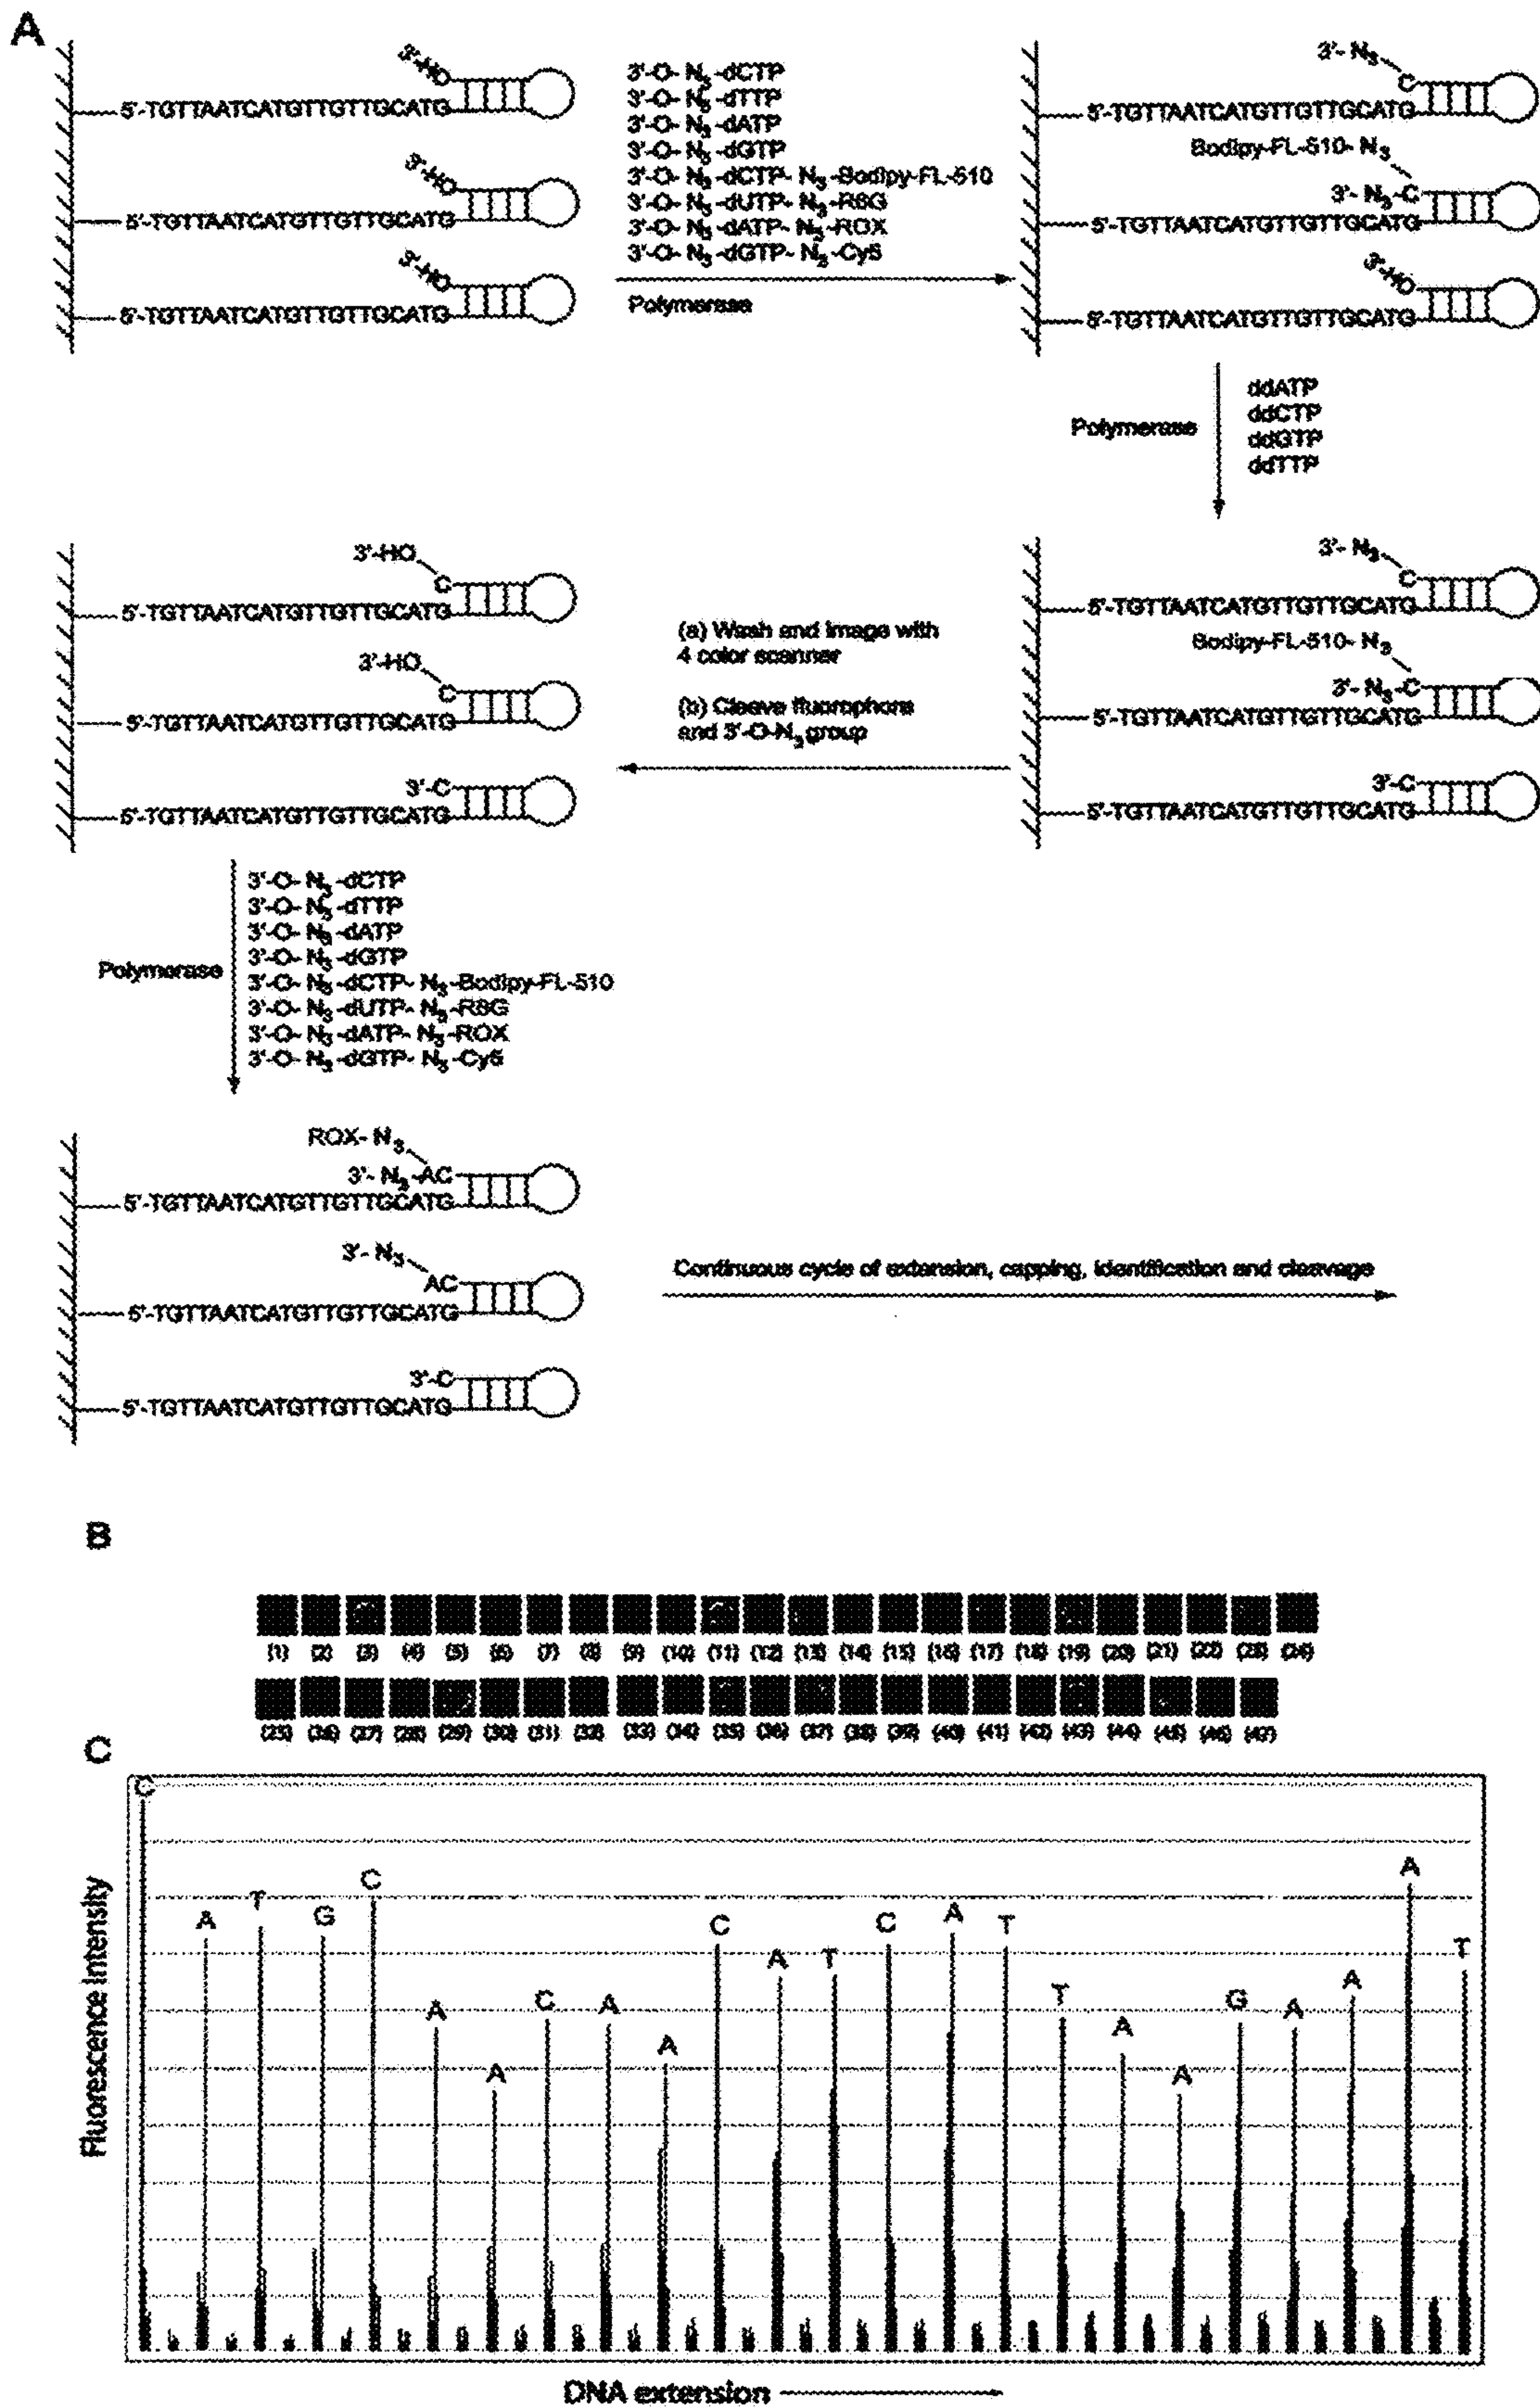 A
3'-HO
5'-TGTTAATCATGTTGTTGCATG
3'-HO
5'-TGTTAATCATGTTGTTGCATG
3'-HO
5'-TGTTAATCATGTTGTTGCATG
3'-O- N3 -dCTP
3'-O- N3 -dTTP
3'-O- N3 -dATP
3'-O- N3 -dGTP
3'-O- N3 -dCTP- N3 -Bodipy-FL-510
3'-O- N3 -dUTP- N3 -R6G
3'-O- N3 -dATP- N3 -ROX
3'-O- N3 -dGTP- N3 -Cy5
Polymerase
3'- N3
C
5'-TGTTAATCATGTTGTTGCATG
Bodipy-FL-510- N3
3'- N3 -C
5'-TGTTAATCATGTTGTTGCATG
3'-HO
5'-TGTTAATCATGTTGTTGCATG
Polymerase
ddATP
ddCTP
ddGTP
ddTTP
3'- N3
C
5'-TGTTAATCATGTTGTTGCATG
Bodipy-FL-510- N3
3'- N3 -C
5'-TGTTAATCATGTTGTTGCATG
3'-C
5'-TGTTAATCATGTTGTTGCATG
(a) Wash and image with
4 color scanner
(b) Cleave fluorophore
and 3'-O-N3 group
3'-HO
C
5'-TGTTAATCATGTTGTTGCATG
3'-HO
C
5'-TGTTAATCATGTTGTTGCATG
3'-C
5'-TGTTAATCATGTTGTTGCATG
Polymerase
3'-O- N3 -dCTP
3'-O- N3 -dTTP
3'-O- N3 -dATP
3'-O- N3 -dGTP
3'-O- N3 -dCTP- N3 -Bodipy-FL-510
3'-O- N3 -dUTP- N3 -R6G
3'-O- N3 -dATP- N3 -ROX
3'-O- N3 -dGTP- N3 -Cy5
ROX- N3
3'- N3 -AC
5'-TGTTAATCATGTTGTTGCATG
3'- N3
AC
5'-TGTTAATCATGTTGTTGCATG
3'-C
5'-TGTTAATCATGTTGTTGCATG
Continuous cycle of extension, capping, identification and cleavage
B
(1) (2) (3) (4) (5) (6) (7) (8) (9) (10) (11) (12) (13) (14) (15) (16) (17) (18) (19) (20) (21) (22) (23) (24)
(25) (26) (27) (28) (29) (30) (31) (32) (33) (34) (35) (36) (37) (38) (39) (40) (41) (42) (43) (44) (45) (46) (47)
C
Fluorescence Intensity
C A T G C A A C A A C A T C A T T A A G A A A T
DNA extension